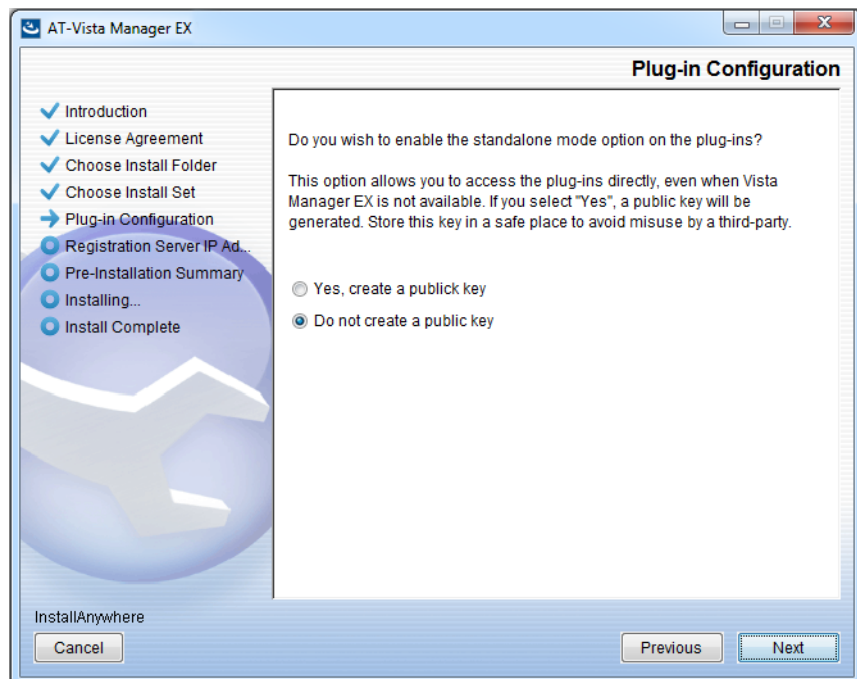 AT-Vista Manager EX
Plug-in Configuration
Introduction
License Agreement
Choose Install Folder
Choose Install Set
Plug-in Configuration
Registration Server IP Ad...
Pre-Installation Summary
Installing...
Install Complete
Do you wish to enable the standalone mode option on the plug-ins?
This option allows you to access the plug-ins directly, even when Vista
Manager EX is not available. If you select "Yes", a public key will be
generated. Store this key in a safe place to avoid misuse by a third-party.
Yes, create a publick key
Do not create a public key
InstallAnywhere
Cancel
Previous
Next